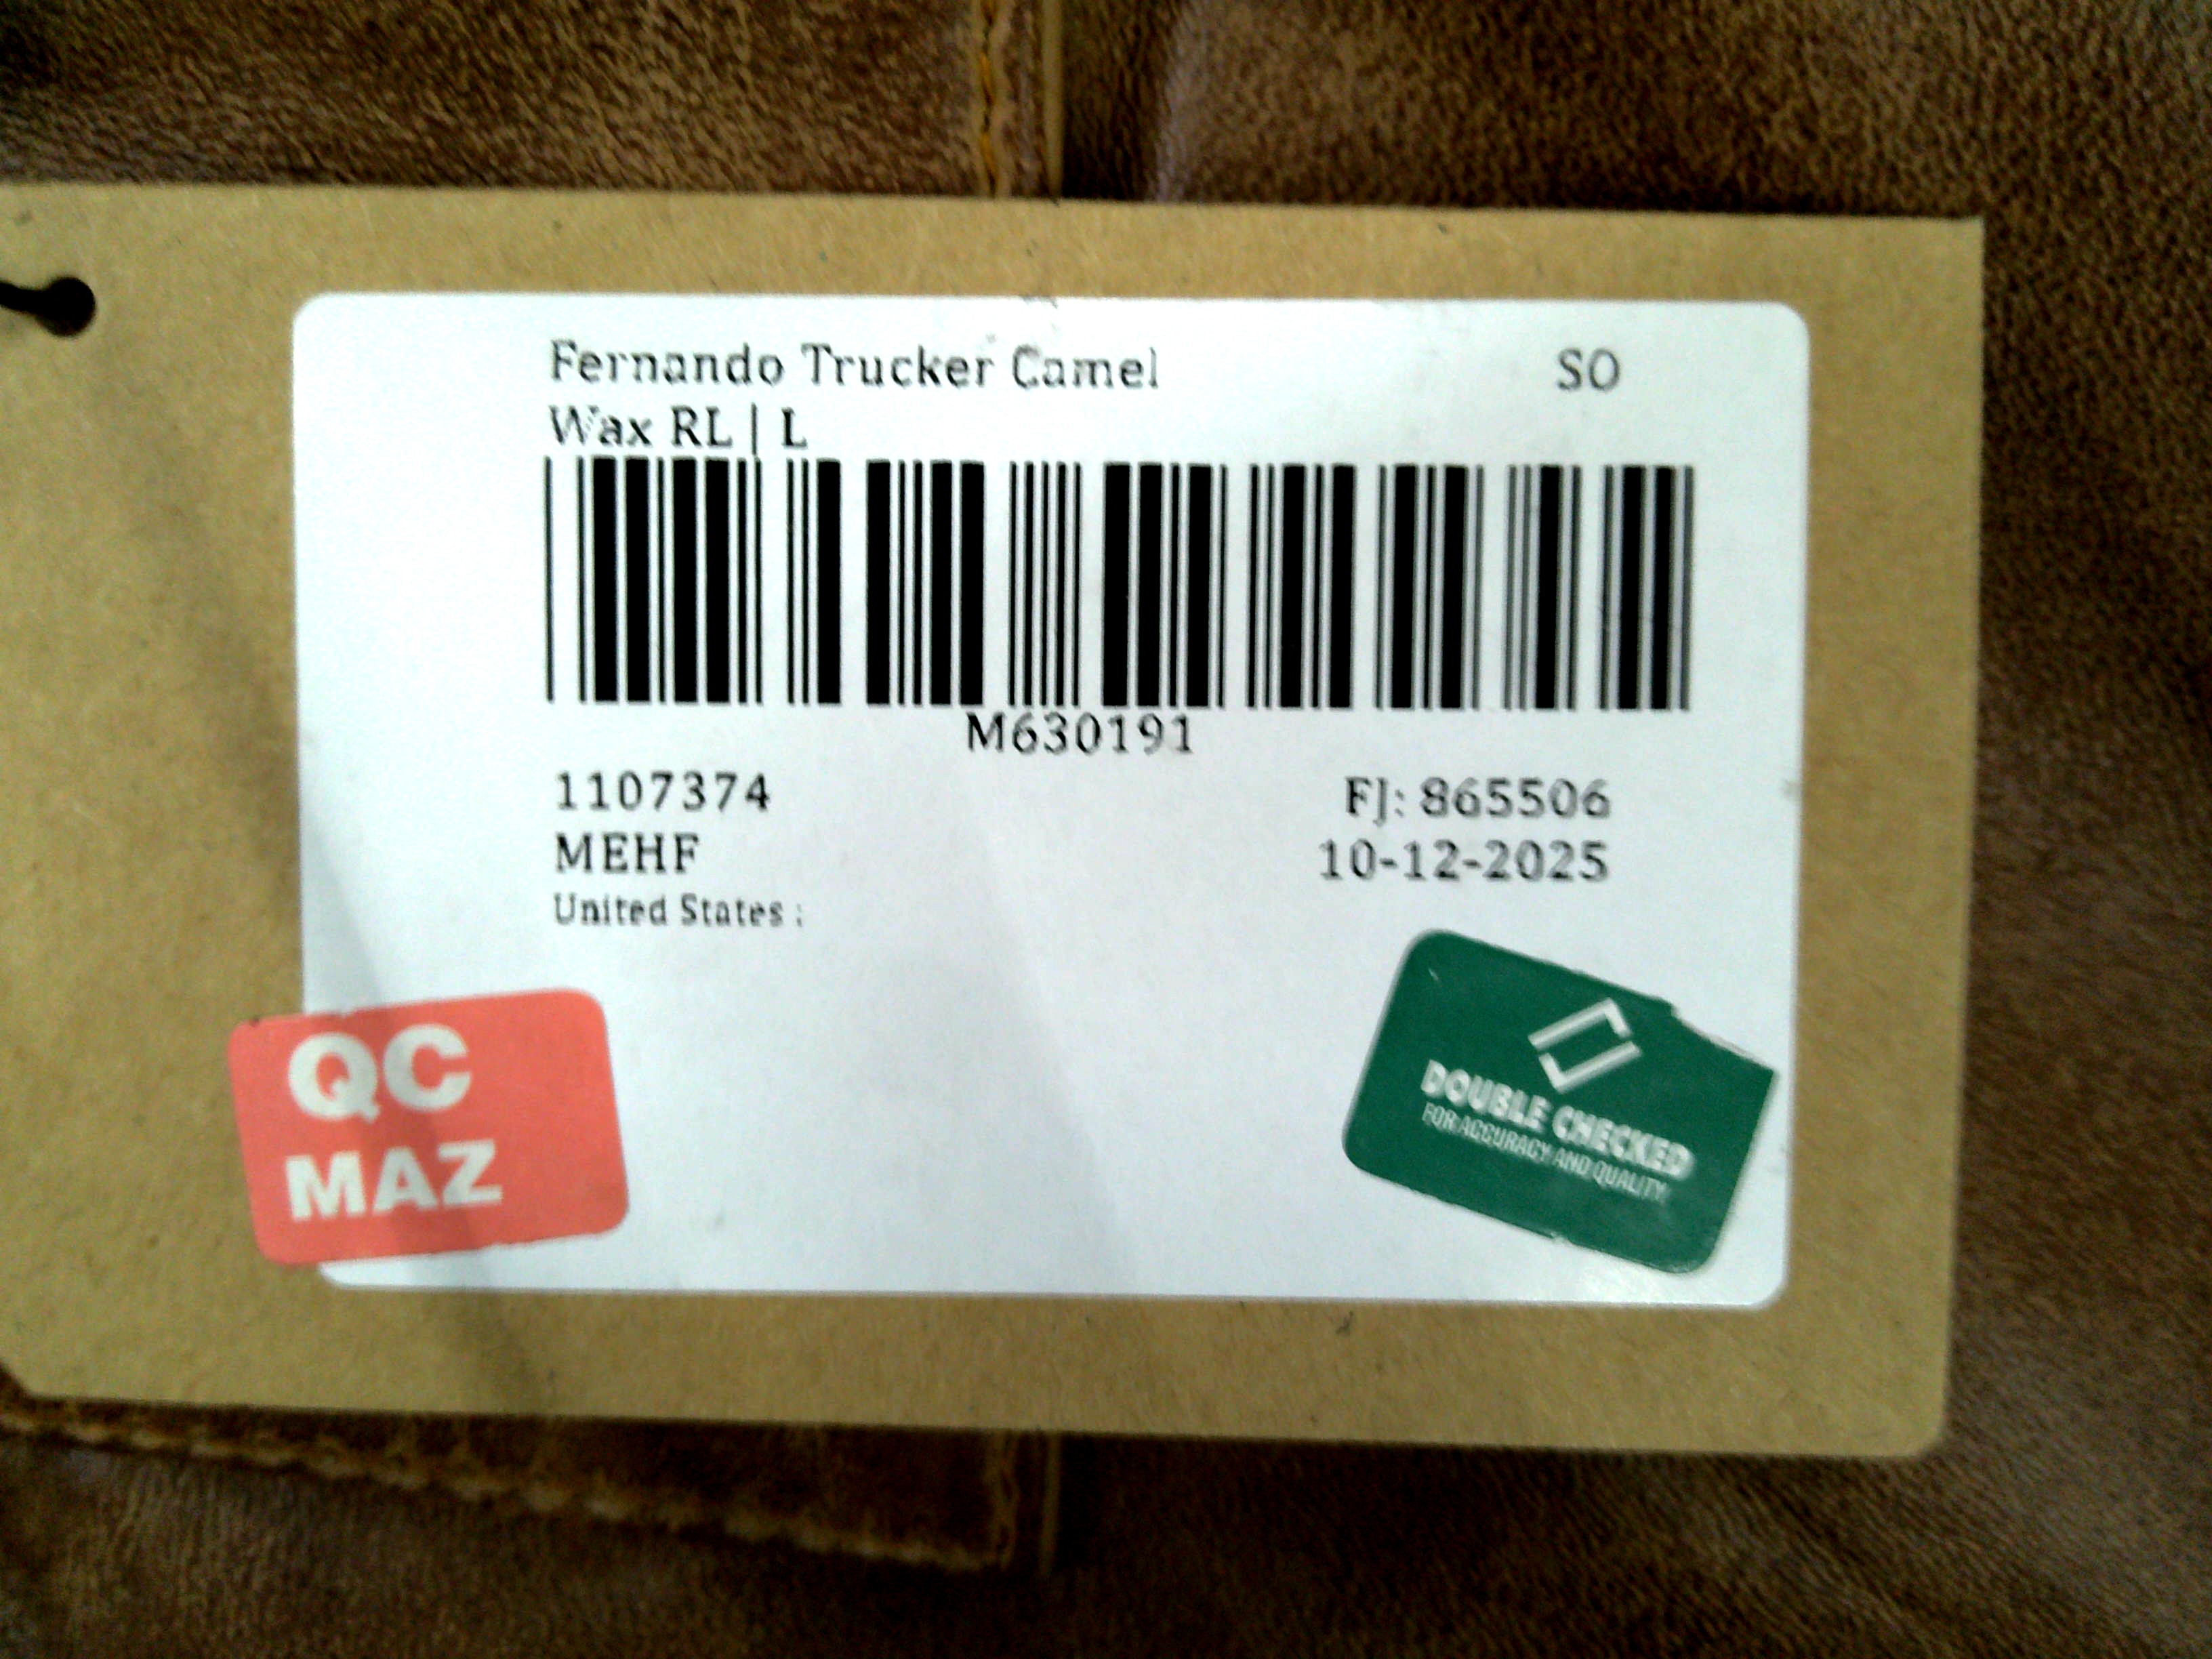 Fernando Trucker Camel
SO
Wax RL | L
M630191
1107374
FJ: 865506
MEHF
10-12-2025
United States :
QC
MAZ
DOUBLE CHECKED
FOR ACCURACY AND QUALITY